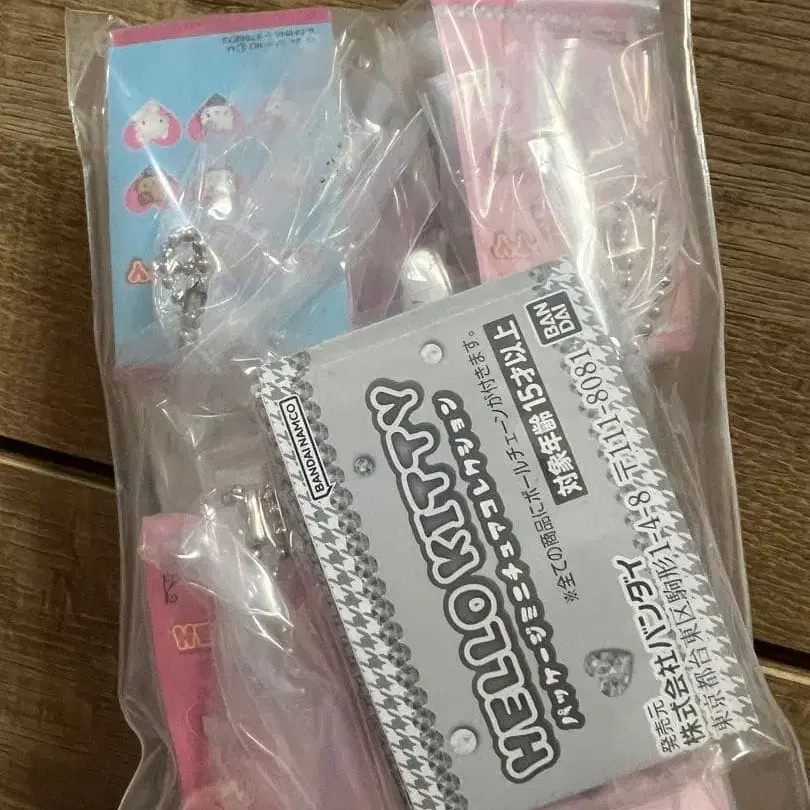 BANDAI NAMCO
HELLO KITTY
パッケージミニチュアコレクション
※全ての商品にボールチェーンが付きます。
対象年齢15才以上
BAN
DAI
発売元
株式会社バンダイ
東京都台東区駒形1-4-8 〒111-8081